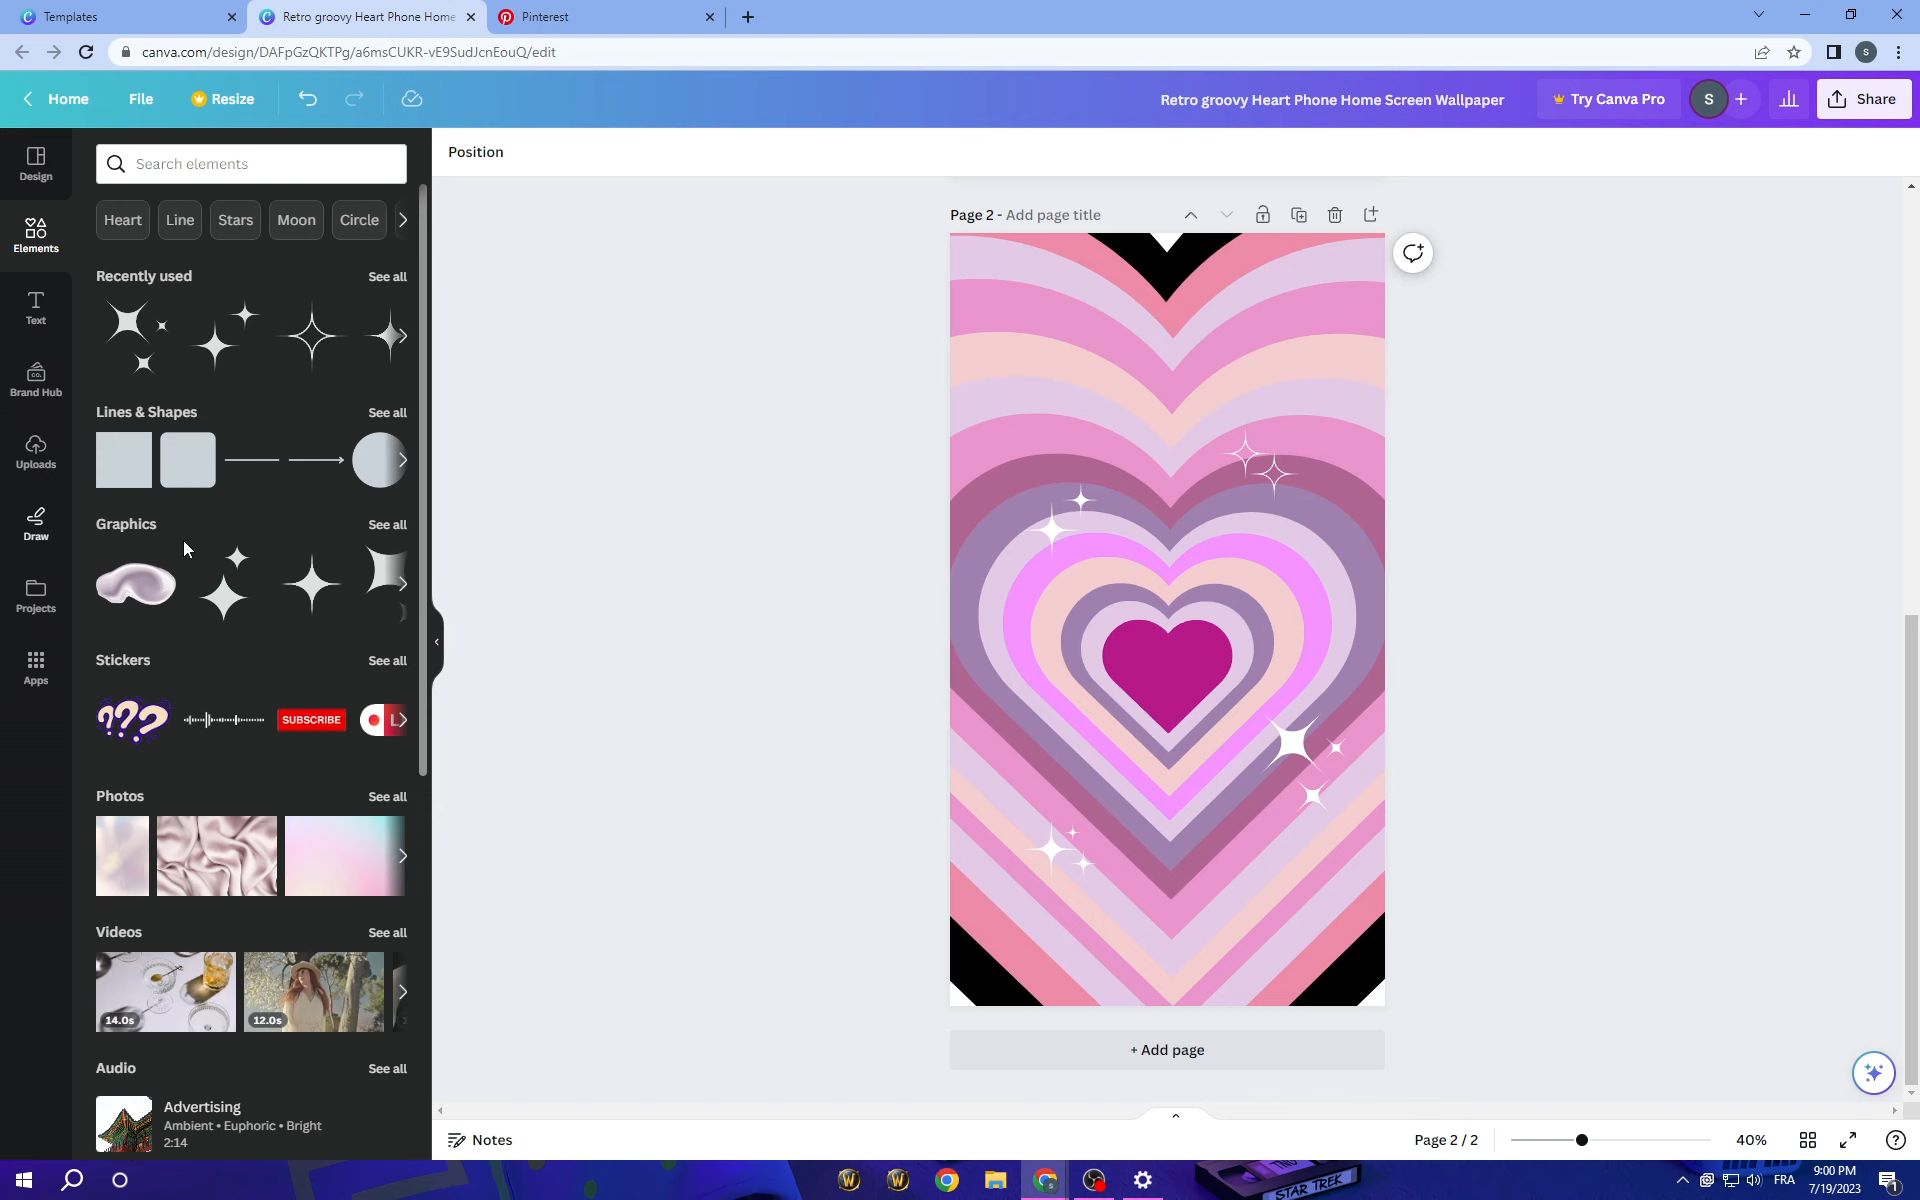 Templates
Retro groovy Heart Phone Home
Pinterest
canva.com/design/DAFpGzQKTPg/a6msCUKR-vE9SudJcnEouQ/edit
S
Home
File
Resize
Retro groovy Heart Phone Home Screen Wallpaper
Try Canva Pro
S
Share
Design
Elements
Text
CO.
Brand Hub
Uploads
Draw
Projects
Apps
Search elements
Heart
Line
Stars
Moon
Circle
Recently used
See all
Lines & Shapes
See all
Graphics
See all
Stickers
See all
???
SUBSCRIBE
Photos
See all
Videos
See all
14.0s
12.0s
Audio
See all
Advertising
Ambient • Euphoric • Bright
2:14
Position
Page 2 - Add page title
+ Add page
Notes
Page 2 / 2
40%
STAR TREK
FRA
9:00 PM
7/19/2023
1